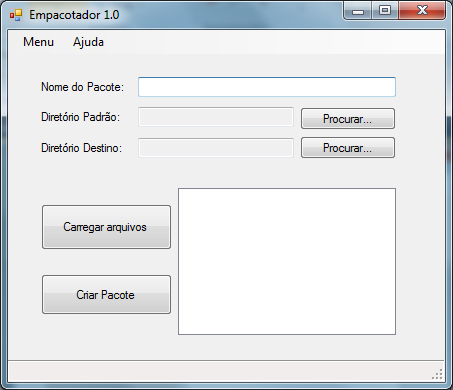 Empacotador 1.0
Menu Ajuda
Nome do Pacote:
Diretório Padrão: Procurar...
Diretório Destino: Procurar...
Carregar arquivos
Criar Pacote